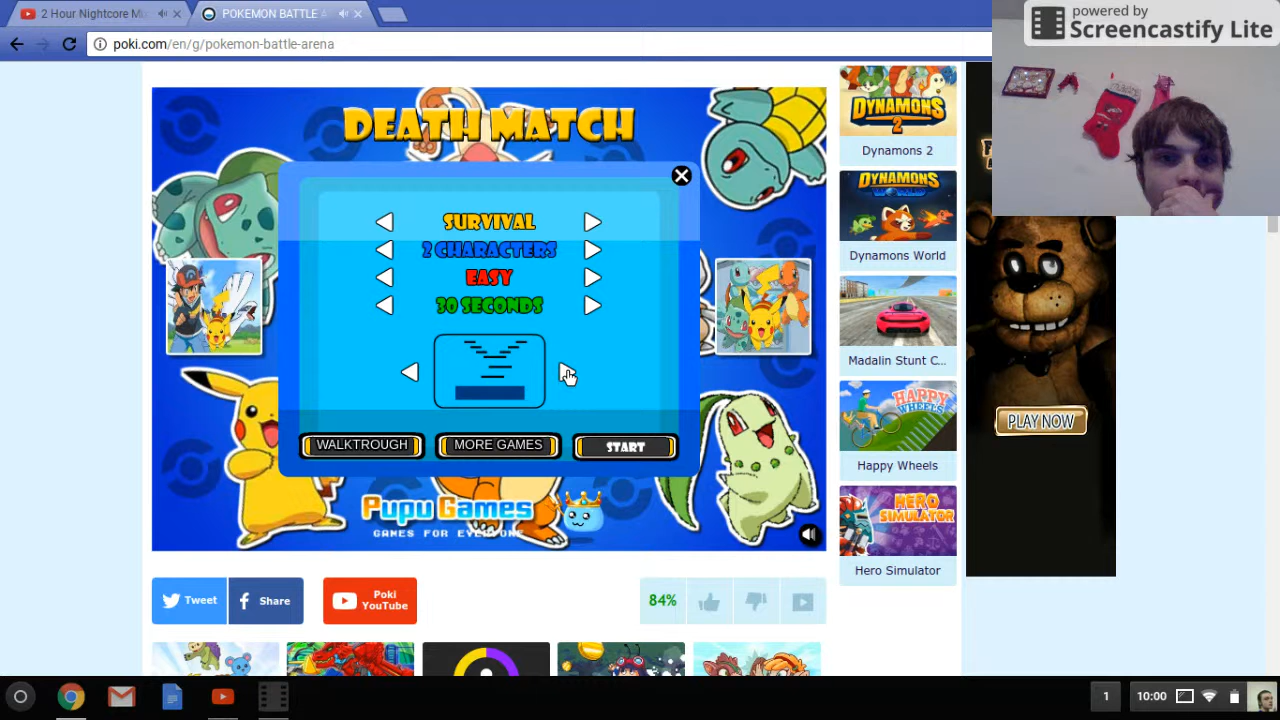 2 Hour Nightcore M
POKEMON BATTLE A
poki.com/en/g/pokemon-battle-arena
powered by
Screencastify Lite
DEATH MATCH
SURVIVAL
2 CHARACTERS
EASY
30 SECONDS
WALKTROUGH
MORE GAMES
START
Pupu Games
GAMES FOR EVERYONE
DYNAMONS
2
Dynamons 2
DYNAMONS
WORLD
Dynamons World
Madalin Stunt C...
HAPPY
WHEELS
Happy Wheels
HERO
SIMULATOR
Hero Simulator
PLAY NOW
Tweet
Share
Poki
YouTube
84%
1
10:00